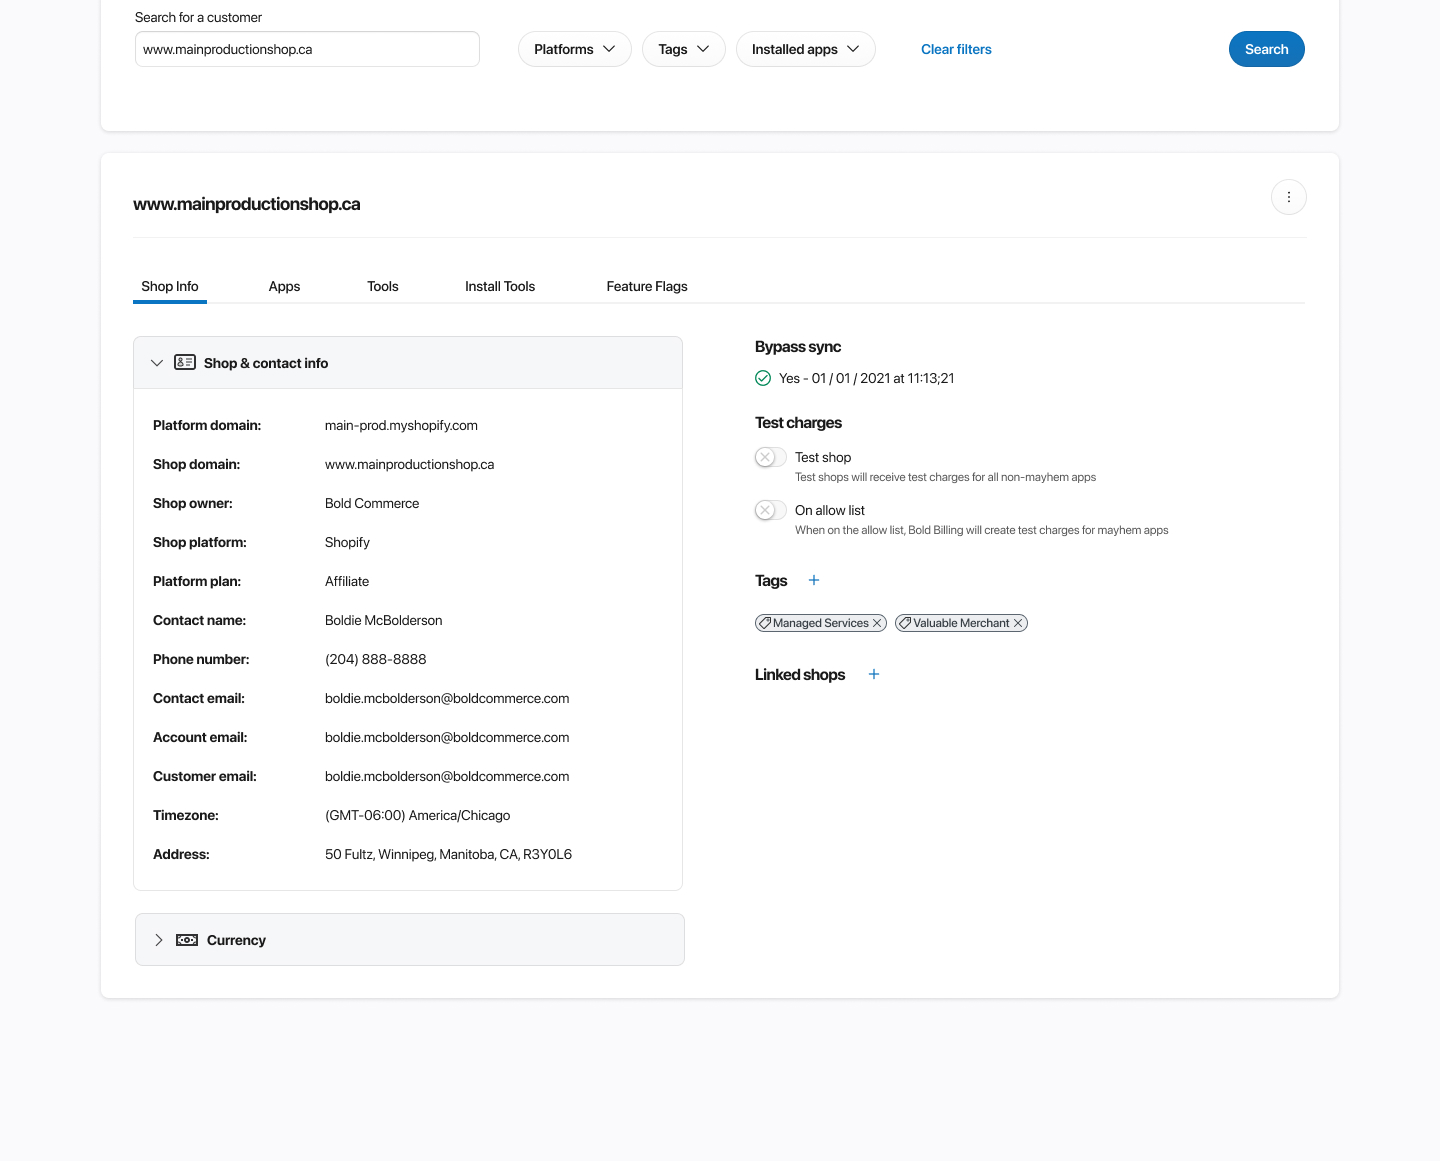 Search for a customer
www.mainproductionshop.ca
Platforms
Tags
Installed apps
Clear filters
Search
www.mainproductionshop.ca
Shop Info
Apps
Tools
Install Tools
Feature Flags
Shop & contact info
Platform domain: main-prod.myshopify.com
Shop domain: www.mainproductionshop.ca
Shop owner: Bold Commerce
Shop platform: Shopify
Platform plan: Affiliate
Contact name: Boldie McBolderson
Phone number: (204) 888-8888
Contact email: boldie.mcbolderson@boldcommerce.com
Account email: boldie.mcbolderson@boldcommerce.com
Customer email: boldie.mcbolderson@boldcommerce.com
Timezone: (GMT-06:00) America/Chicago
Address: 50 Fultz, Winnipeg, Manitoba, CA, R3Y0L6
Currency
Bypass sync
Yes - 01 / 01 / 2021 at 11:13;21
Test charges
Test shop
Test shops will receive test charges for all non-mayhem apps
On allow list
When on the allow list, Bold Billing will create test charges for mayhem apps
Tags
Managed Services
Valuable Merchant
Linked shops